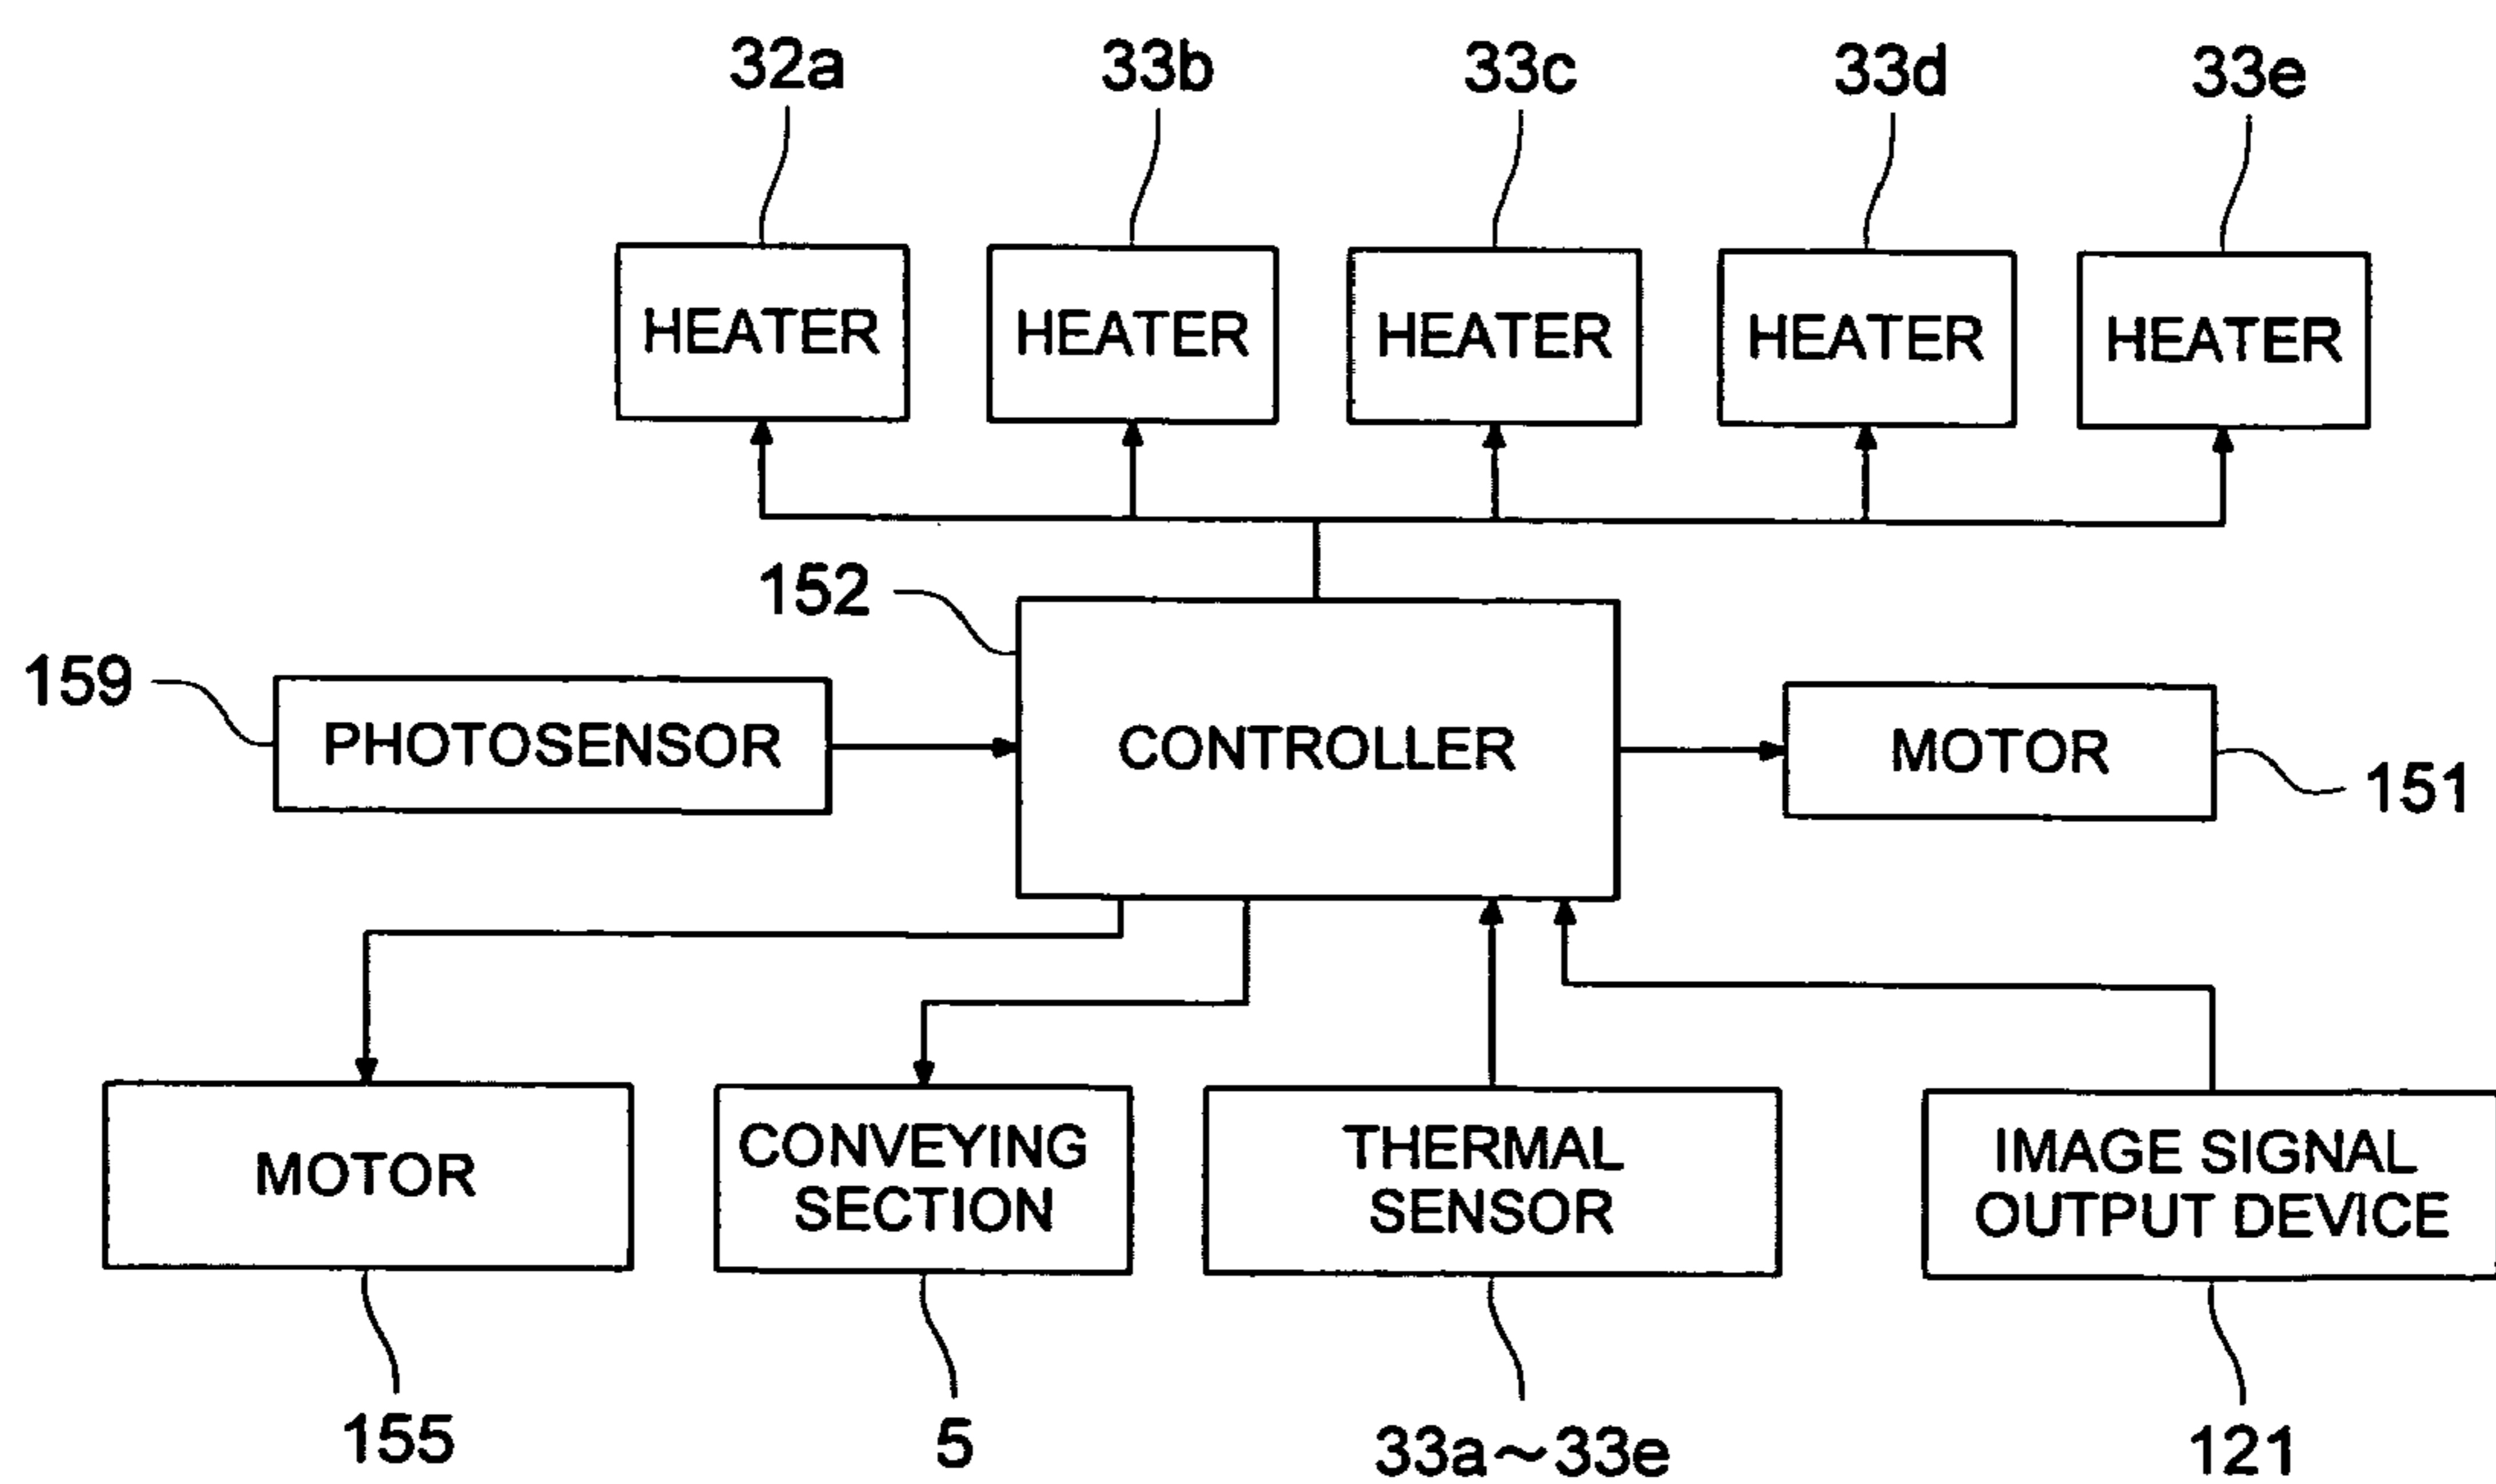 32a
33b
33c
33d
33e
HEATER
HEATER
HEATER
HEATER
HEATER
152
159
PHOTOSENSOR
CONTROLLER
MOTOR
151
MOTOR
CONVEYING
SECTION
THERMAL
SENSOR
IMAGE SIGNAL
OUTPUT DEVICE
155
5
33a~33e
121